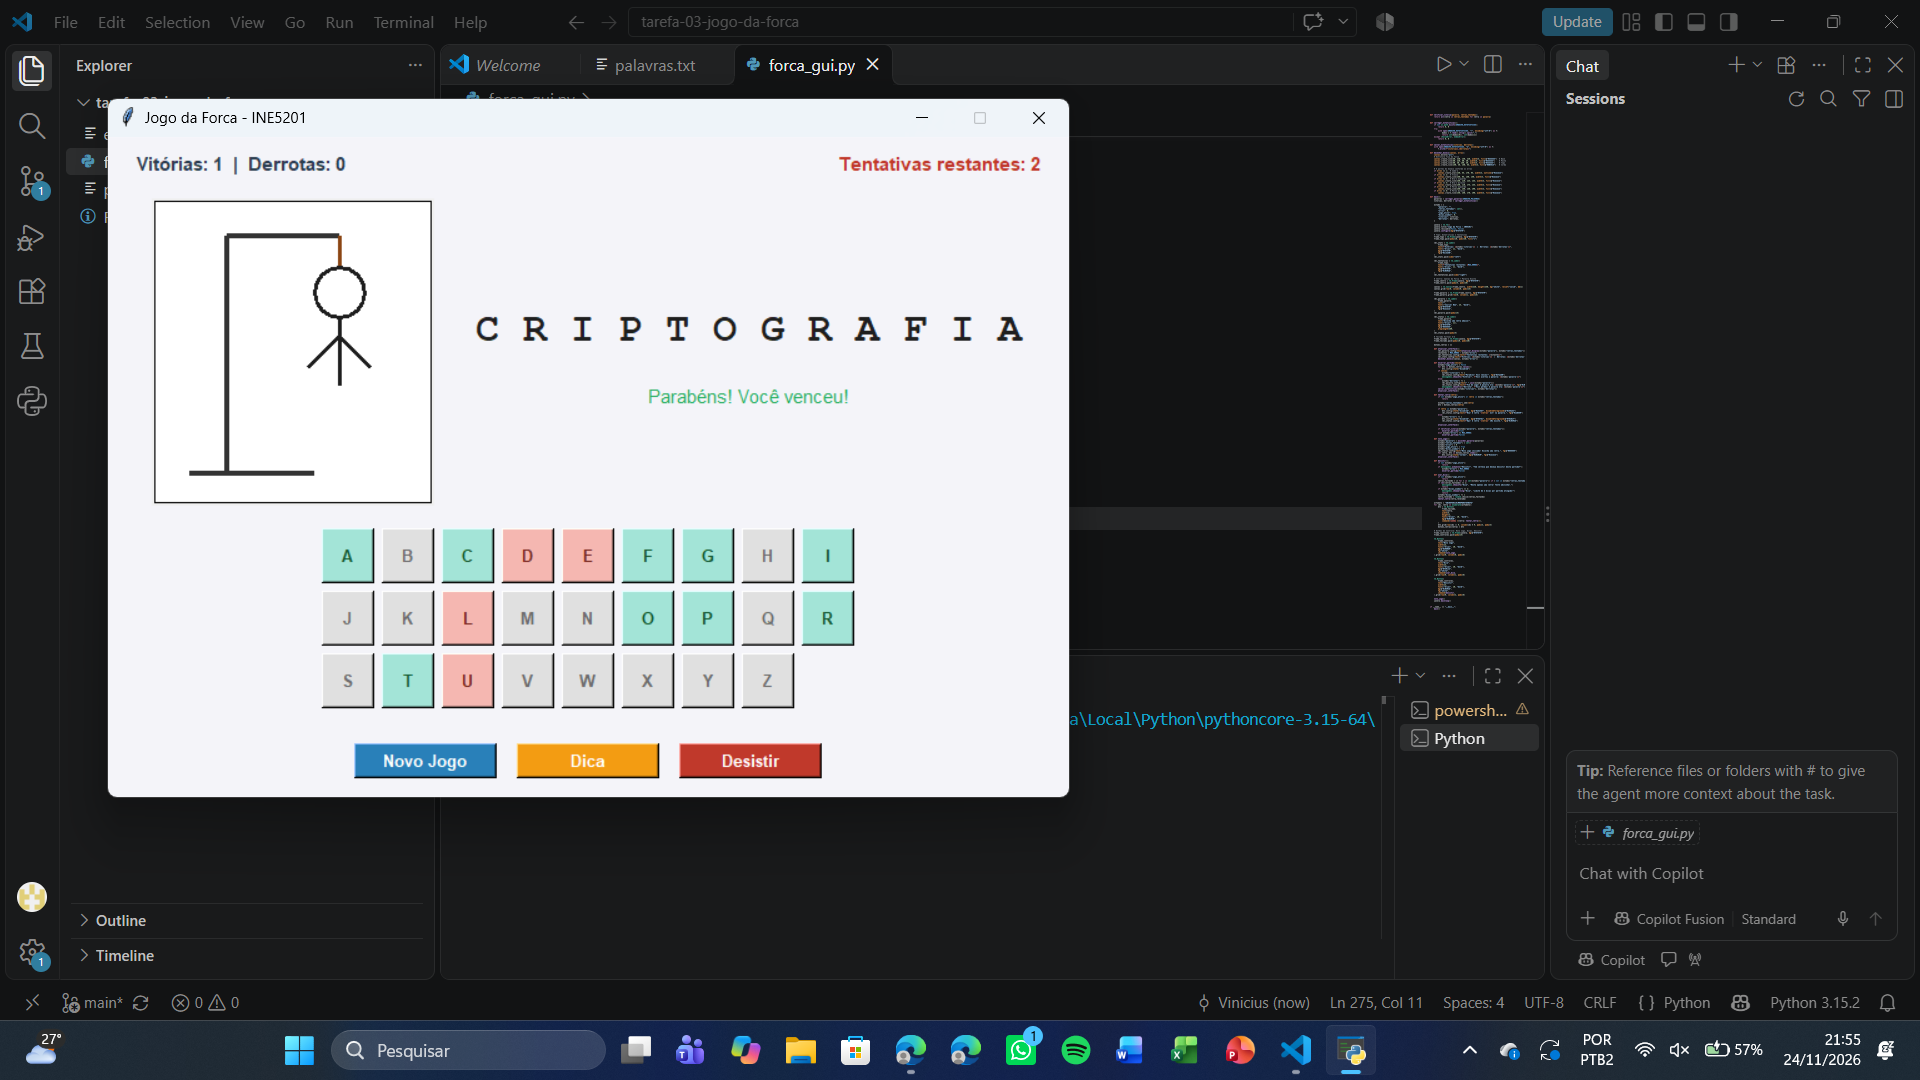 File Edit Selection View Go Run Terminal Help
tarefa-03-jogo-da-forca
Update
Explorer
Welcome
palavras.txt
forca_gui.py
Chat
Sessions
Jogo da Forca - INE5201
Vitórias: 1 | Derrotas: 0
Tentativas restantes: 2
C R I P T O G R A F I A
Parabéns! Você venceu!
A B C D E F G H I
J K L M N O P Q R
S T U V W X Y Z
Novo Jogo Dica Desistir
a\Local\Python\pythoncore-3.15-64\
powersh...
Python
Tip: Reference files or folders with # to give
the agent more context about the task.
forca_gui.py
Chat with Copilot
Copilot Fusion Standard
Copilot
Outline
Timeline
1
1
main* 0 0
Vinicius (now) Ln 275, Col 11 Spaces: 4 UTF-8 CRLF { } Python Python 3.15.2
27°
Pesquisar
1
POR
PTB2
57%
21:55
24/11/2026